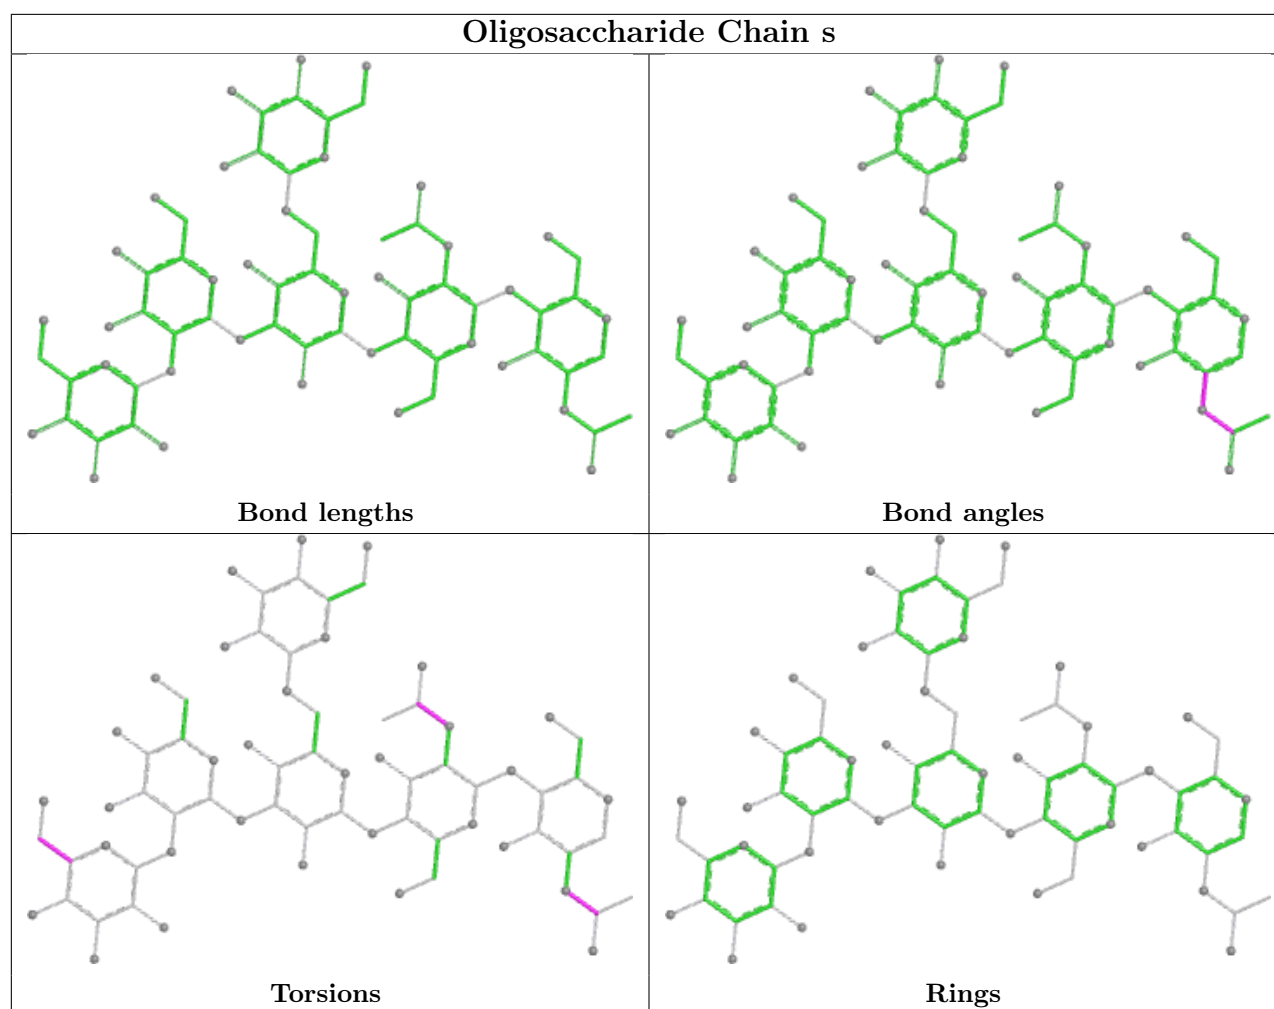 Oligosaccharide Chain s
Bond lengths
Bond angles
Torsions
Rings